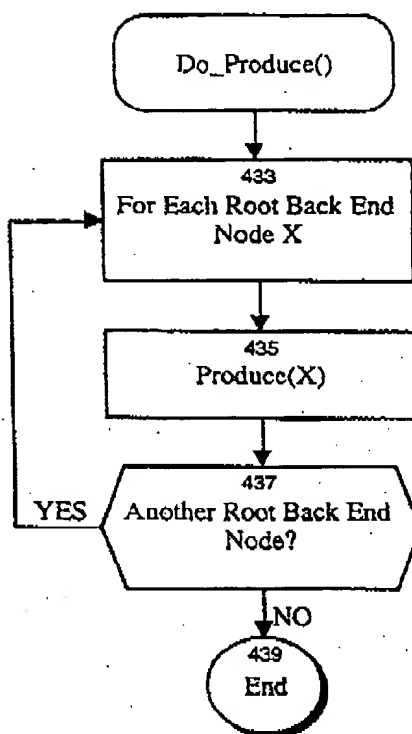 Do_Produce()
433
For Each Root Back End
Node X
435
Produce(X)
437
YES
Another Root Back End
Node?
NO
439
End